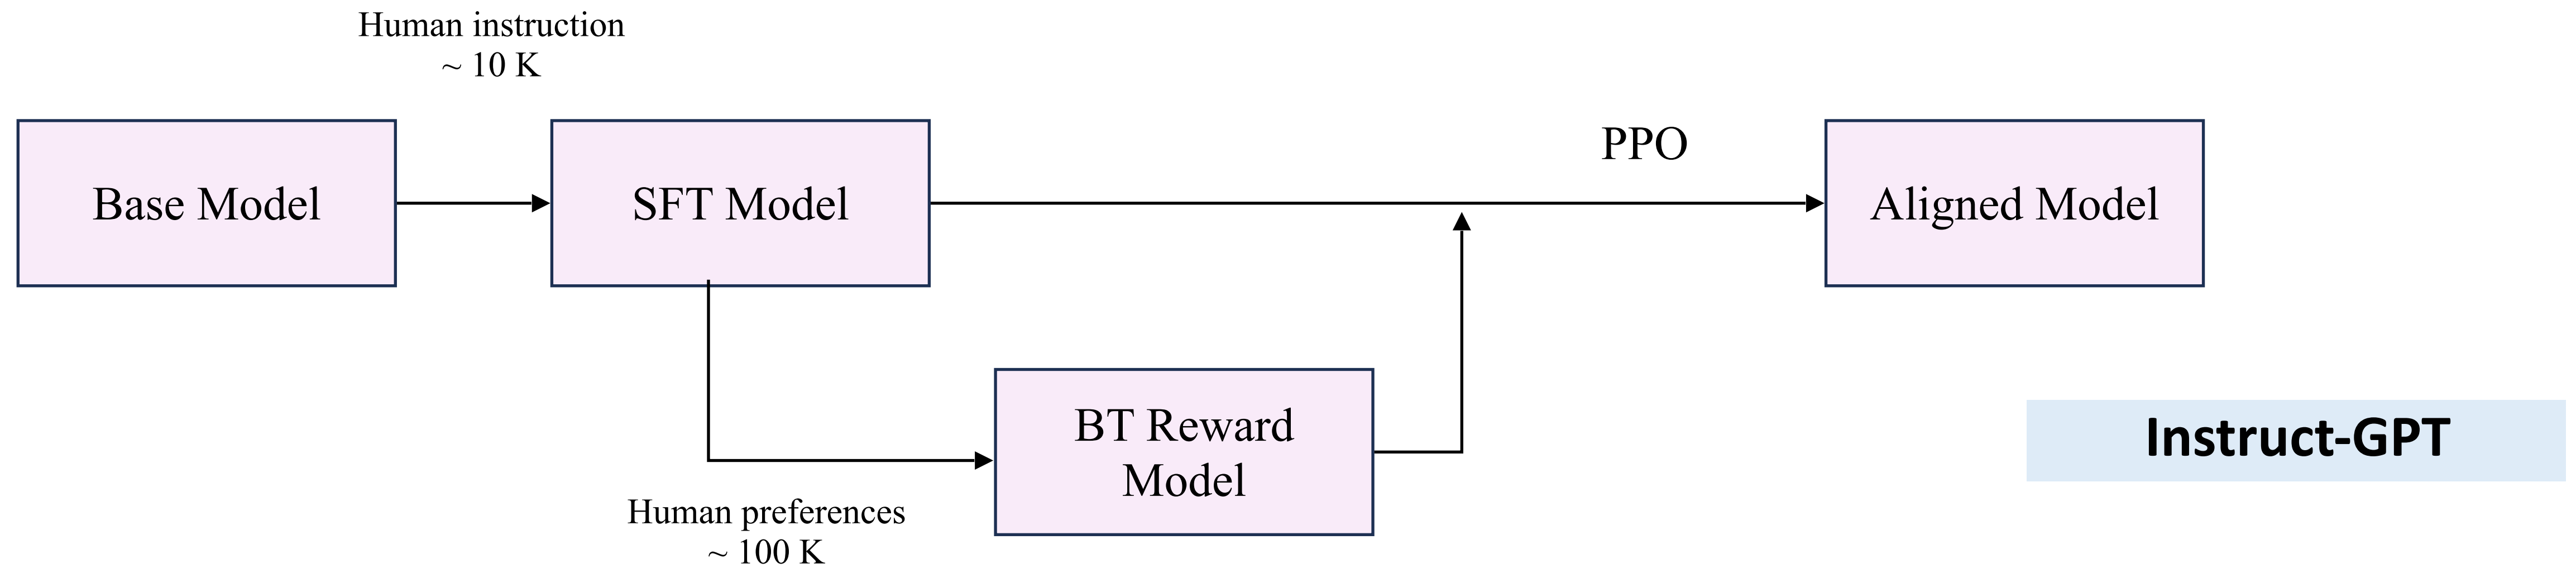 Human instruction
~ 10 K
Base Model
SFT Model
PPO
Aligned Model
BT Reward
Model
Human preferences
~ 100 K
Instruct-GPT